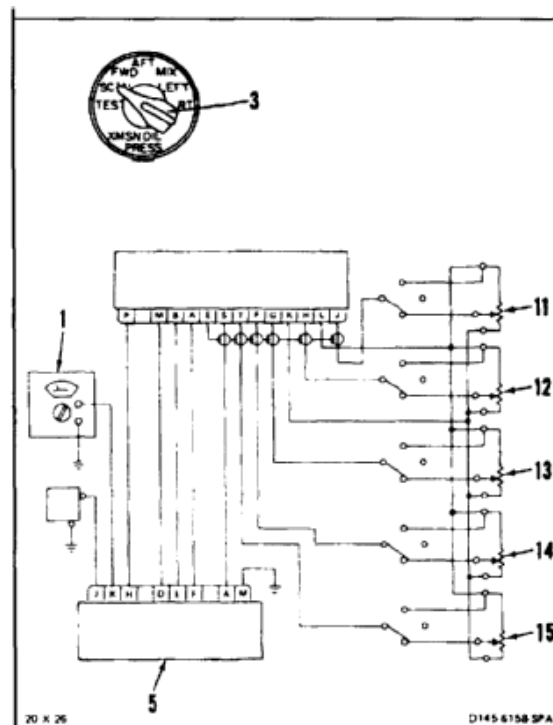 AFT
FWD MIX
SCAN LEFT
TEST RT
XMSN OIL
PRESS
3
P M B A E S T F G K H L J
11
1
12
13
14
J K H D L F A M
15
5
20 X 26 D145 6158 SPA